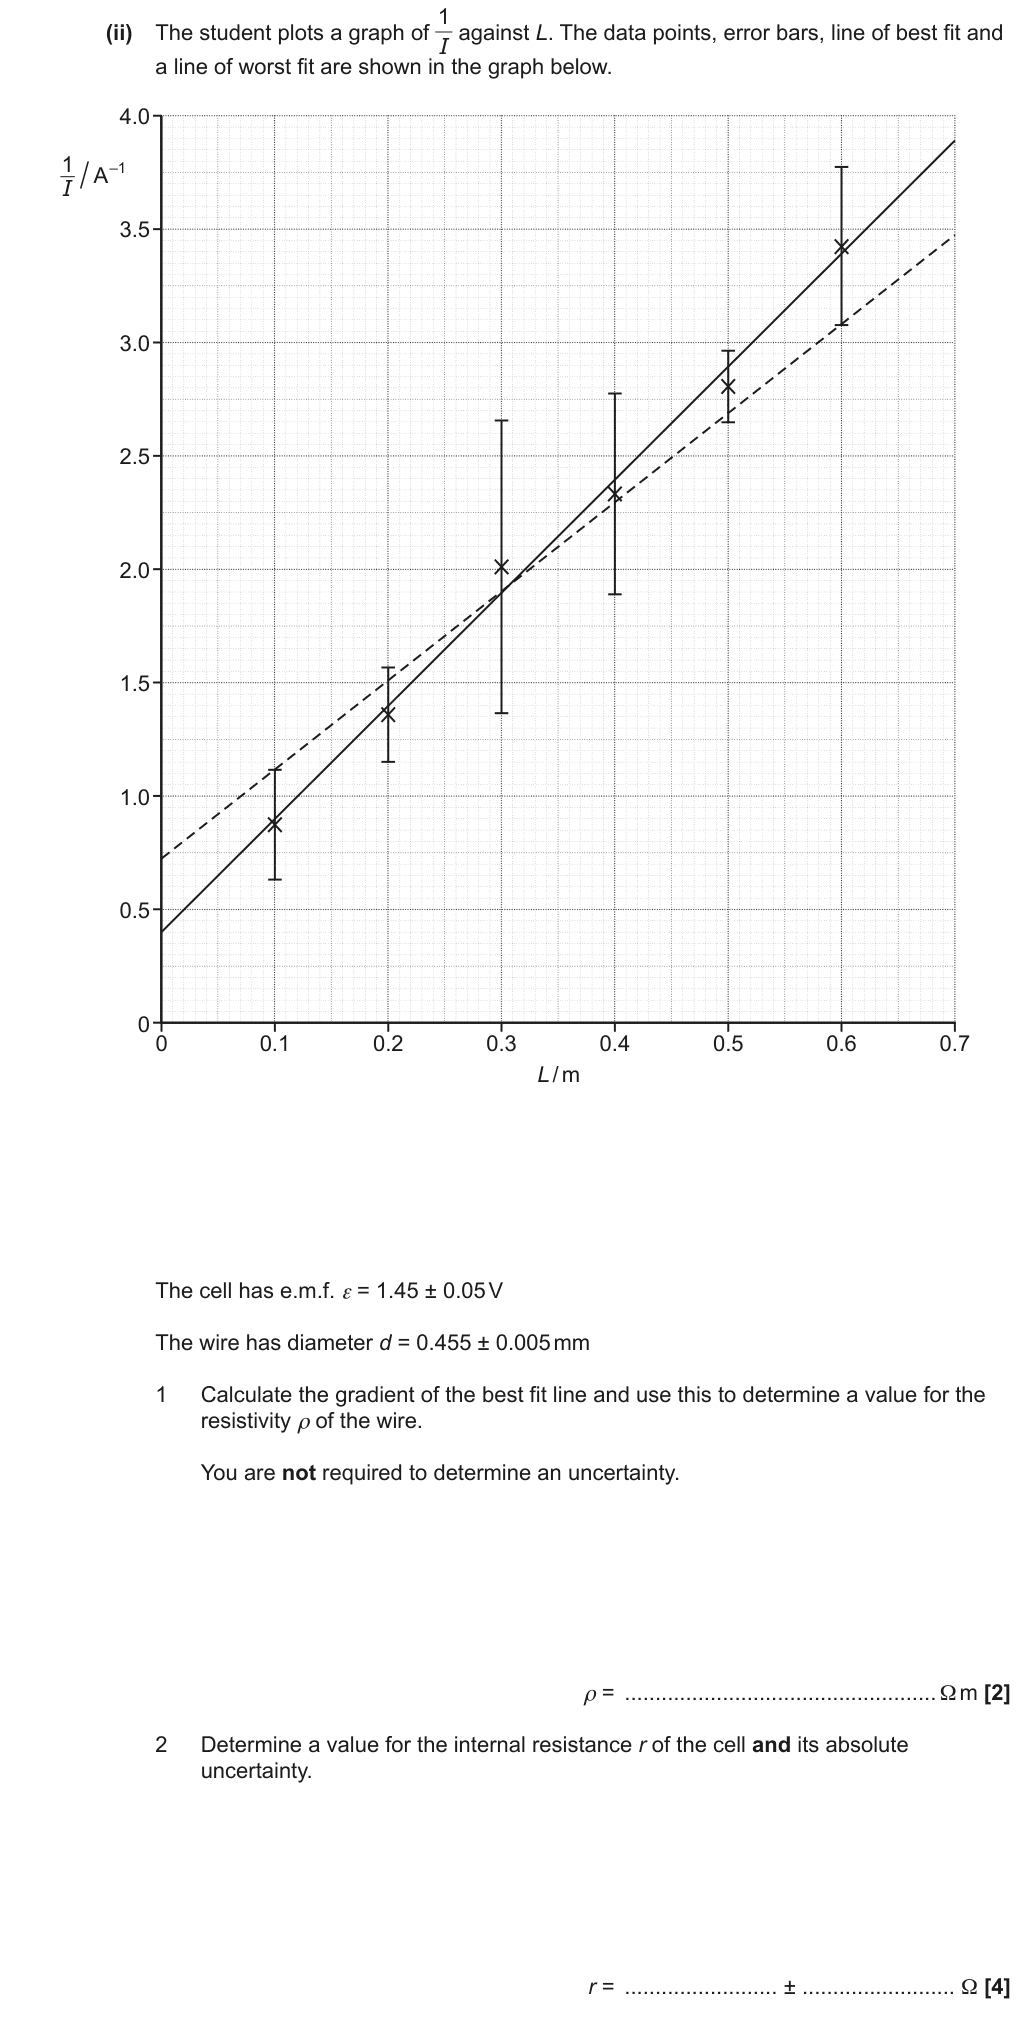 (ii) The student plots a graph of 1/I against L. The data points, error bars, line of best fit and
a line of worst fit are shown in the graph below.
4.0
1/I / A⁻¹
3.5
3.0
2.5
2.0
1.5
1.0
0.5
0
0 0.1 0.2 0.3 0.4 0.5 0.6 0.7
L / m
The cell has e.m.f. ε = 1.45 ± 0.05 V
The wire has diameter d = 0.455 ± 0.005 mm
1 Calculate the gradient of the best fit line and use this to determine a value for the
resistivity ρ of the wire.
You are not required to determine an uncertainty.
ρ = .................................................. Ω m [2]
2 Determine a value for the internal resistance r of the cell and its absolute
uncertainty.
r = ........................ ± ........................ Ω [4]